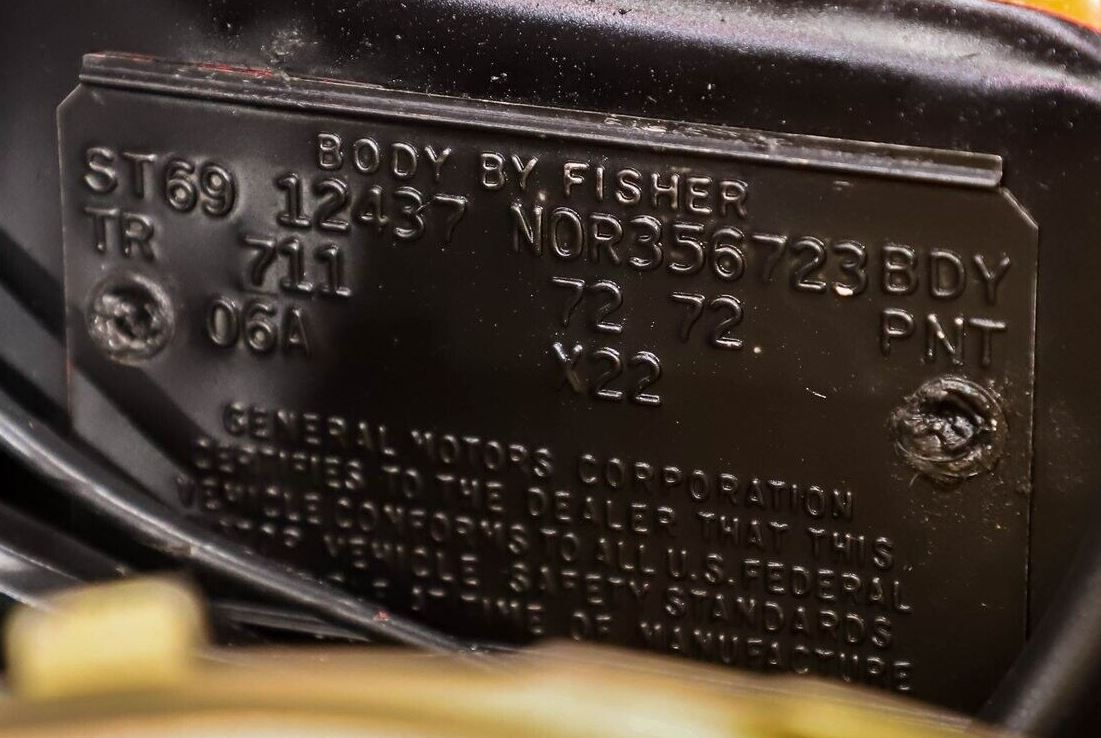 BODY BY FISHER
ST69 12437 NOR356723 BDY
TR 711 72 72 PNT
06A X22
GENERAL MOTORS CORPORATION
CERTIFIES TO THE DEALER THAT THIS
VEHICLE CONFORMS TO ALL U.S. FEDERAL
VEHICLE SAFETY STANDARDS
AT TIME OF MANUFACTURE